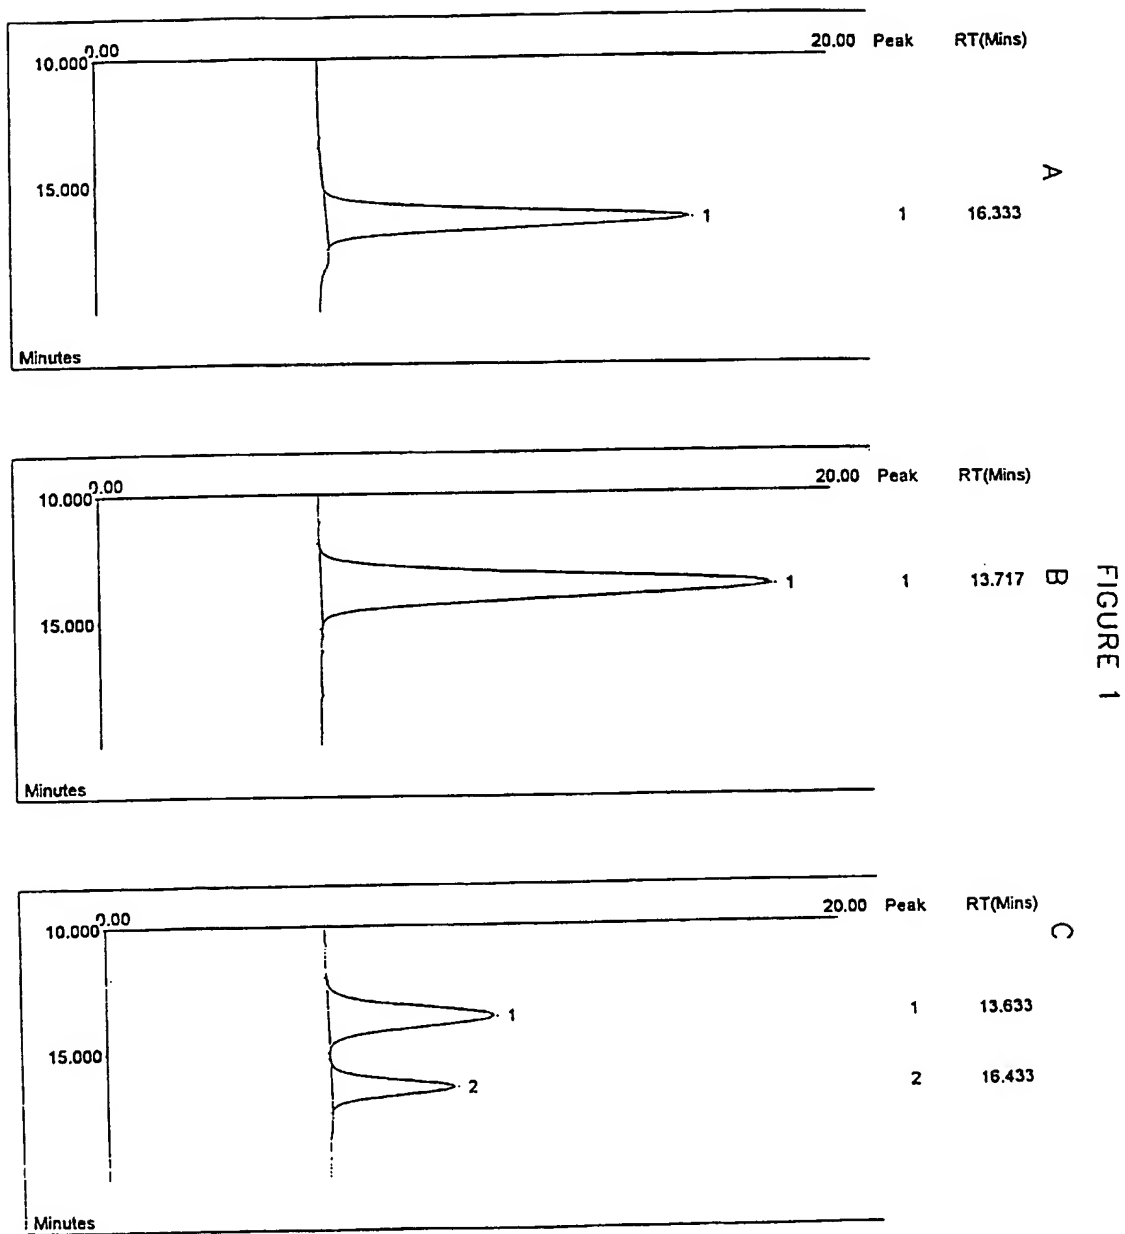 0.00 20.00 Peak RT(Mins)
10.000
A
15.000
1 1 16.333
Minutes
0.00 20.00 Peak RT(Mins)
10.000
1 1 13.717 B
FIGURE 1
15.000
Minutes
0.00 20.00 Peak RT(Mins)
10.000 C
1 1 13.633
15.000
2 2 16.433
Minutes